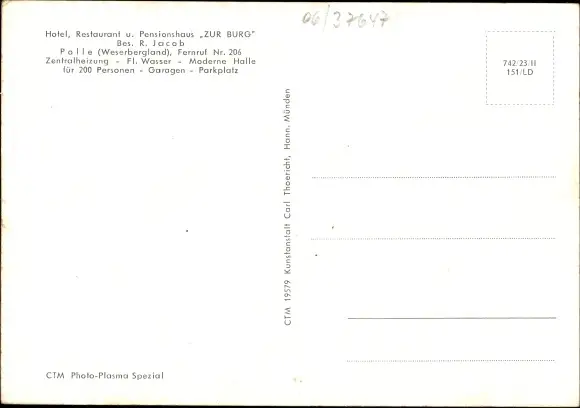 06/37647
Hotel, Restaurant u. Pensionshaus „ZUR BURG"
Bes. R. Jacob
Polle (Weserbergland), Fernruf Nr. 206
Zentralheizung - Fl. Wasser - Moderne Halle
für 200 Personen - Garagen - Parkplatz
742/23/II
151/LD
CTM 19579 Kunstanstalt Carl Thoericht, Hann. Münden
CTM Photo-Plasma Spezial